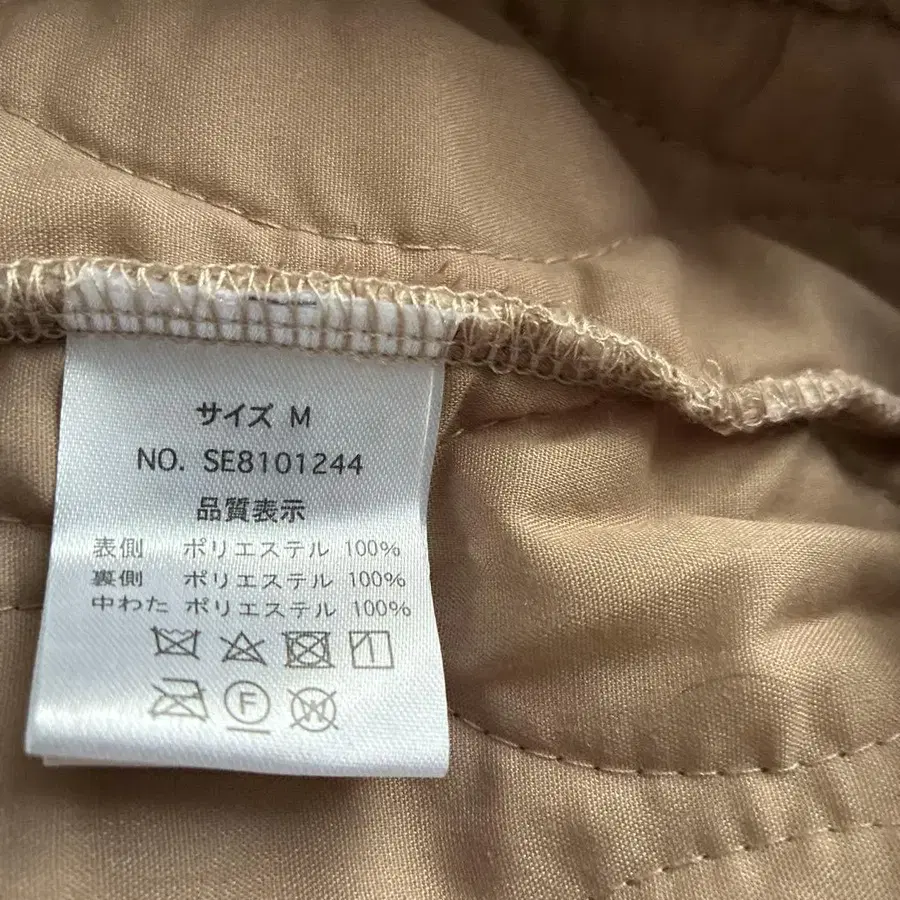 サイズ M
NO. SE8101244
品質表示
表側 ポリエステル 100%
裏側 ポリエステル 100%
中わた ポリエステル 100%
F W